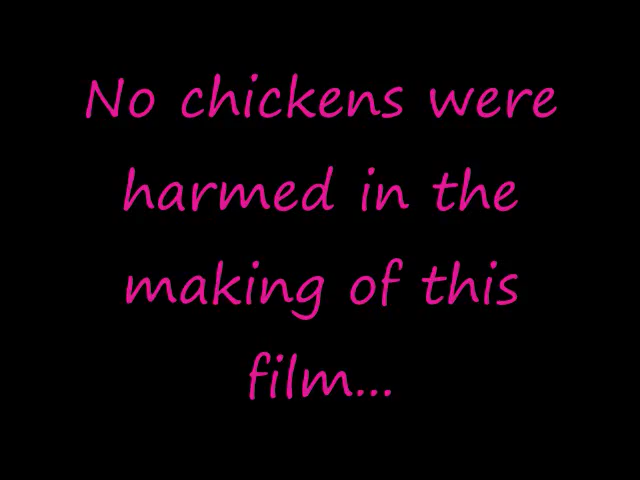 No chickens were
harmed in the
making of this
film...